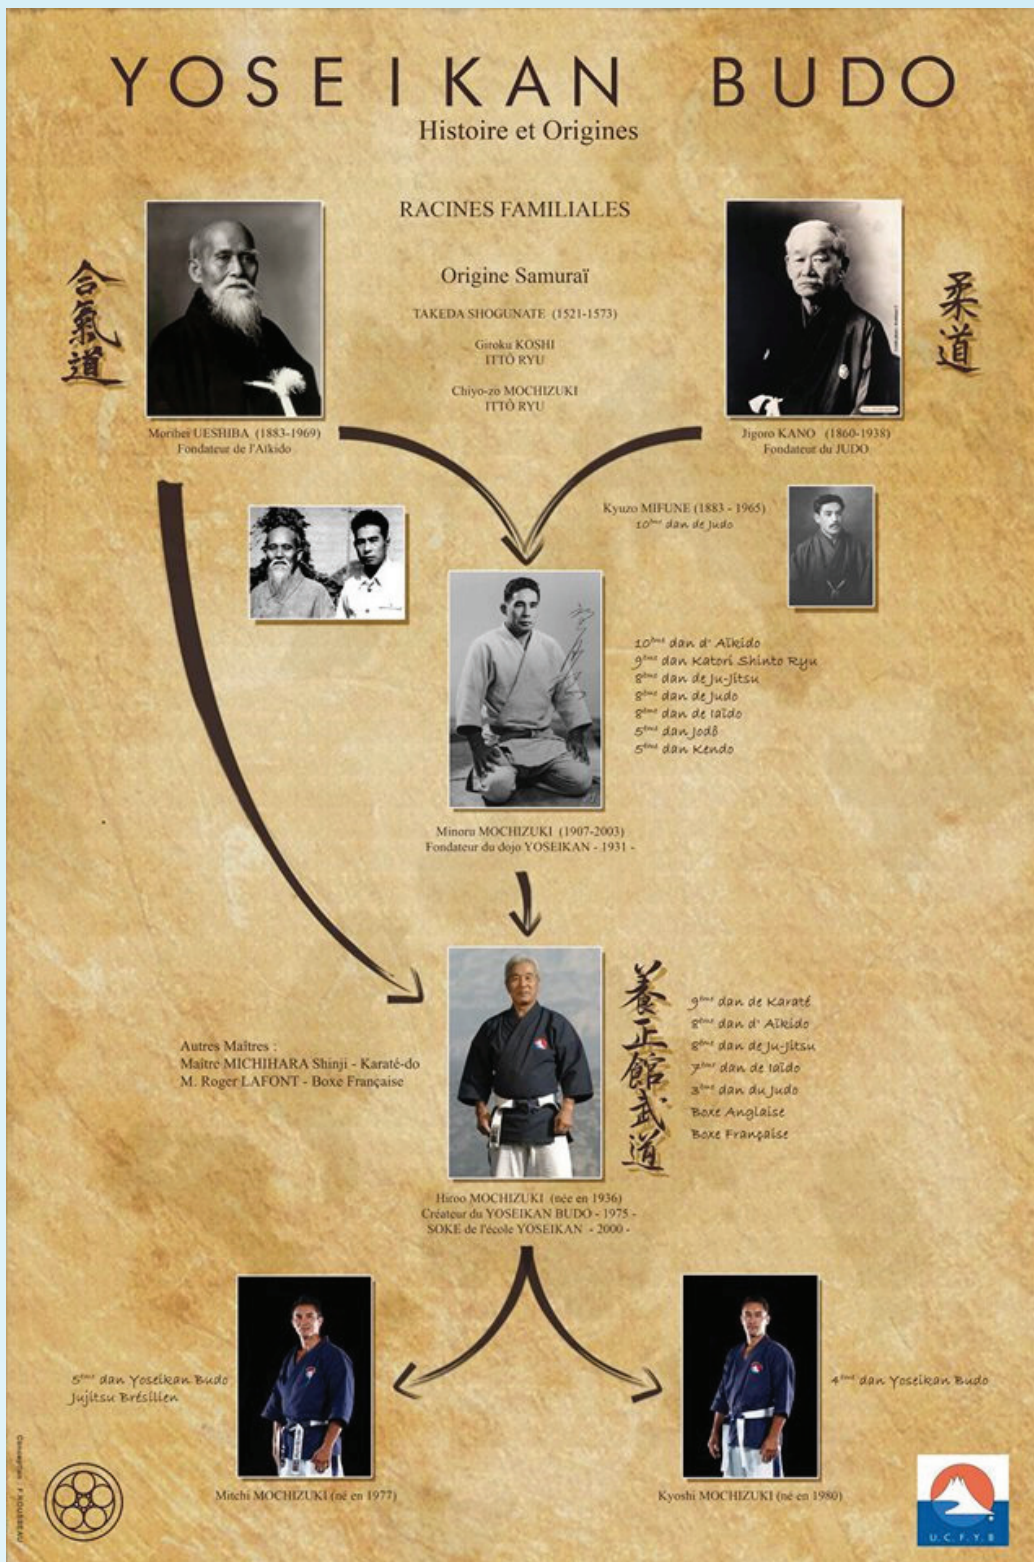 YOSEIKAN BUDO
Histoire et Origines
RACINES FAMILIALES
Origine Samuraï
TAKEDA SHOGUNATE (1521-1573)
Giroku KOSHI
ITTÔ RYU
Chiyo-zo MOCHIZUKI
ITTÔ RYU
合氣道
柔道
Morihei UESHIBA (1883-1969)
Fondateur de l'Aïkido
Jigoro KANO (1860-1938)
Fondateur du JUDO
Kyuzo MIFUNE (1883 - 1965)
10ème dan de Judo
10ème dan d' Aïkido
9ème dan Katori Shinto Ryu
8ème dan de Ju-Jitsu
8ème dan de Judo
8ème dan de Iaïdo
5ème dan Jodô
5ème dan Kendo
Minoru MOCHIZUKI (1907-2003)
Fondateur du dojo YOSEIKAN - 1931 -
Autres Maîtres :
Maître MICHIHARA Shinji - Karaté-do
M. Roger LAFONT - Boxe Française
養正館武道
9ème dan de Karaté
8ème dan d' Aïkido
8ème dan de Ju-Jitsu
7ème dan de Iaïdo
3ème dan du Judo
Boxe Anglaise
Boxe Française
Hiroo MOCHIZUKI (née en 1936)
Créateur du YOSEIKAN BUDO - 1975 -
SOKE de l'école YOSEIKAN - 2000 -
5ème dan Yoseikan Budo
Jujitsu Brésilien
4ème dan Yoseikan Budo
Mitchi MOCHIZUKI (né en 1977)
Kyoshi MOCHIZUKI (né en 1980)
Conception : F ROUSSEAU
U.C.F.Y.B